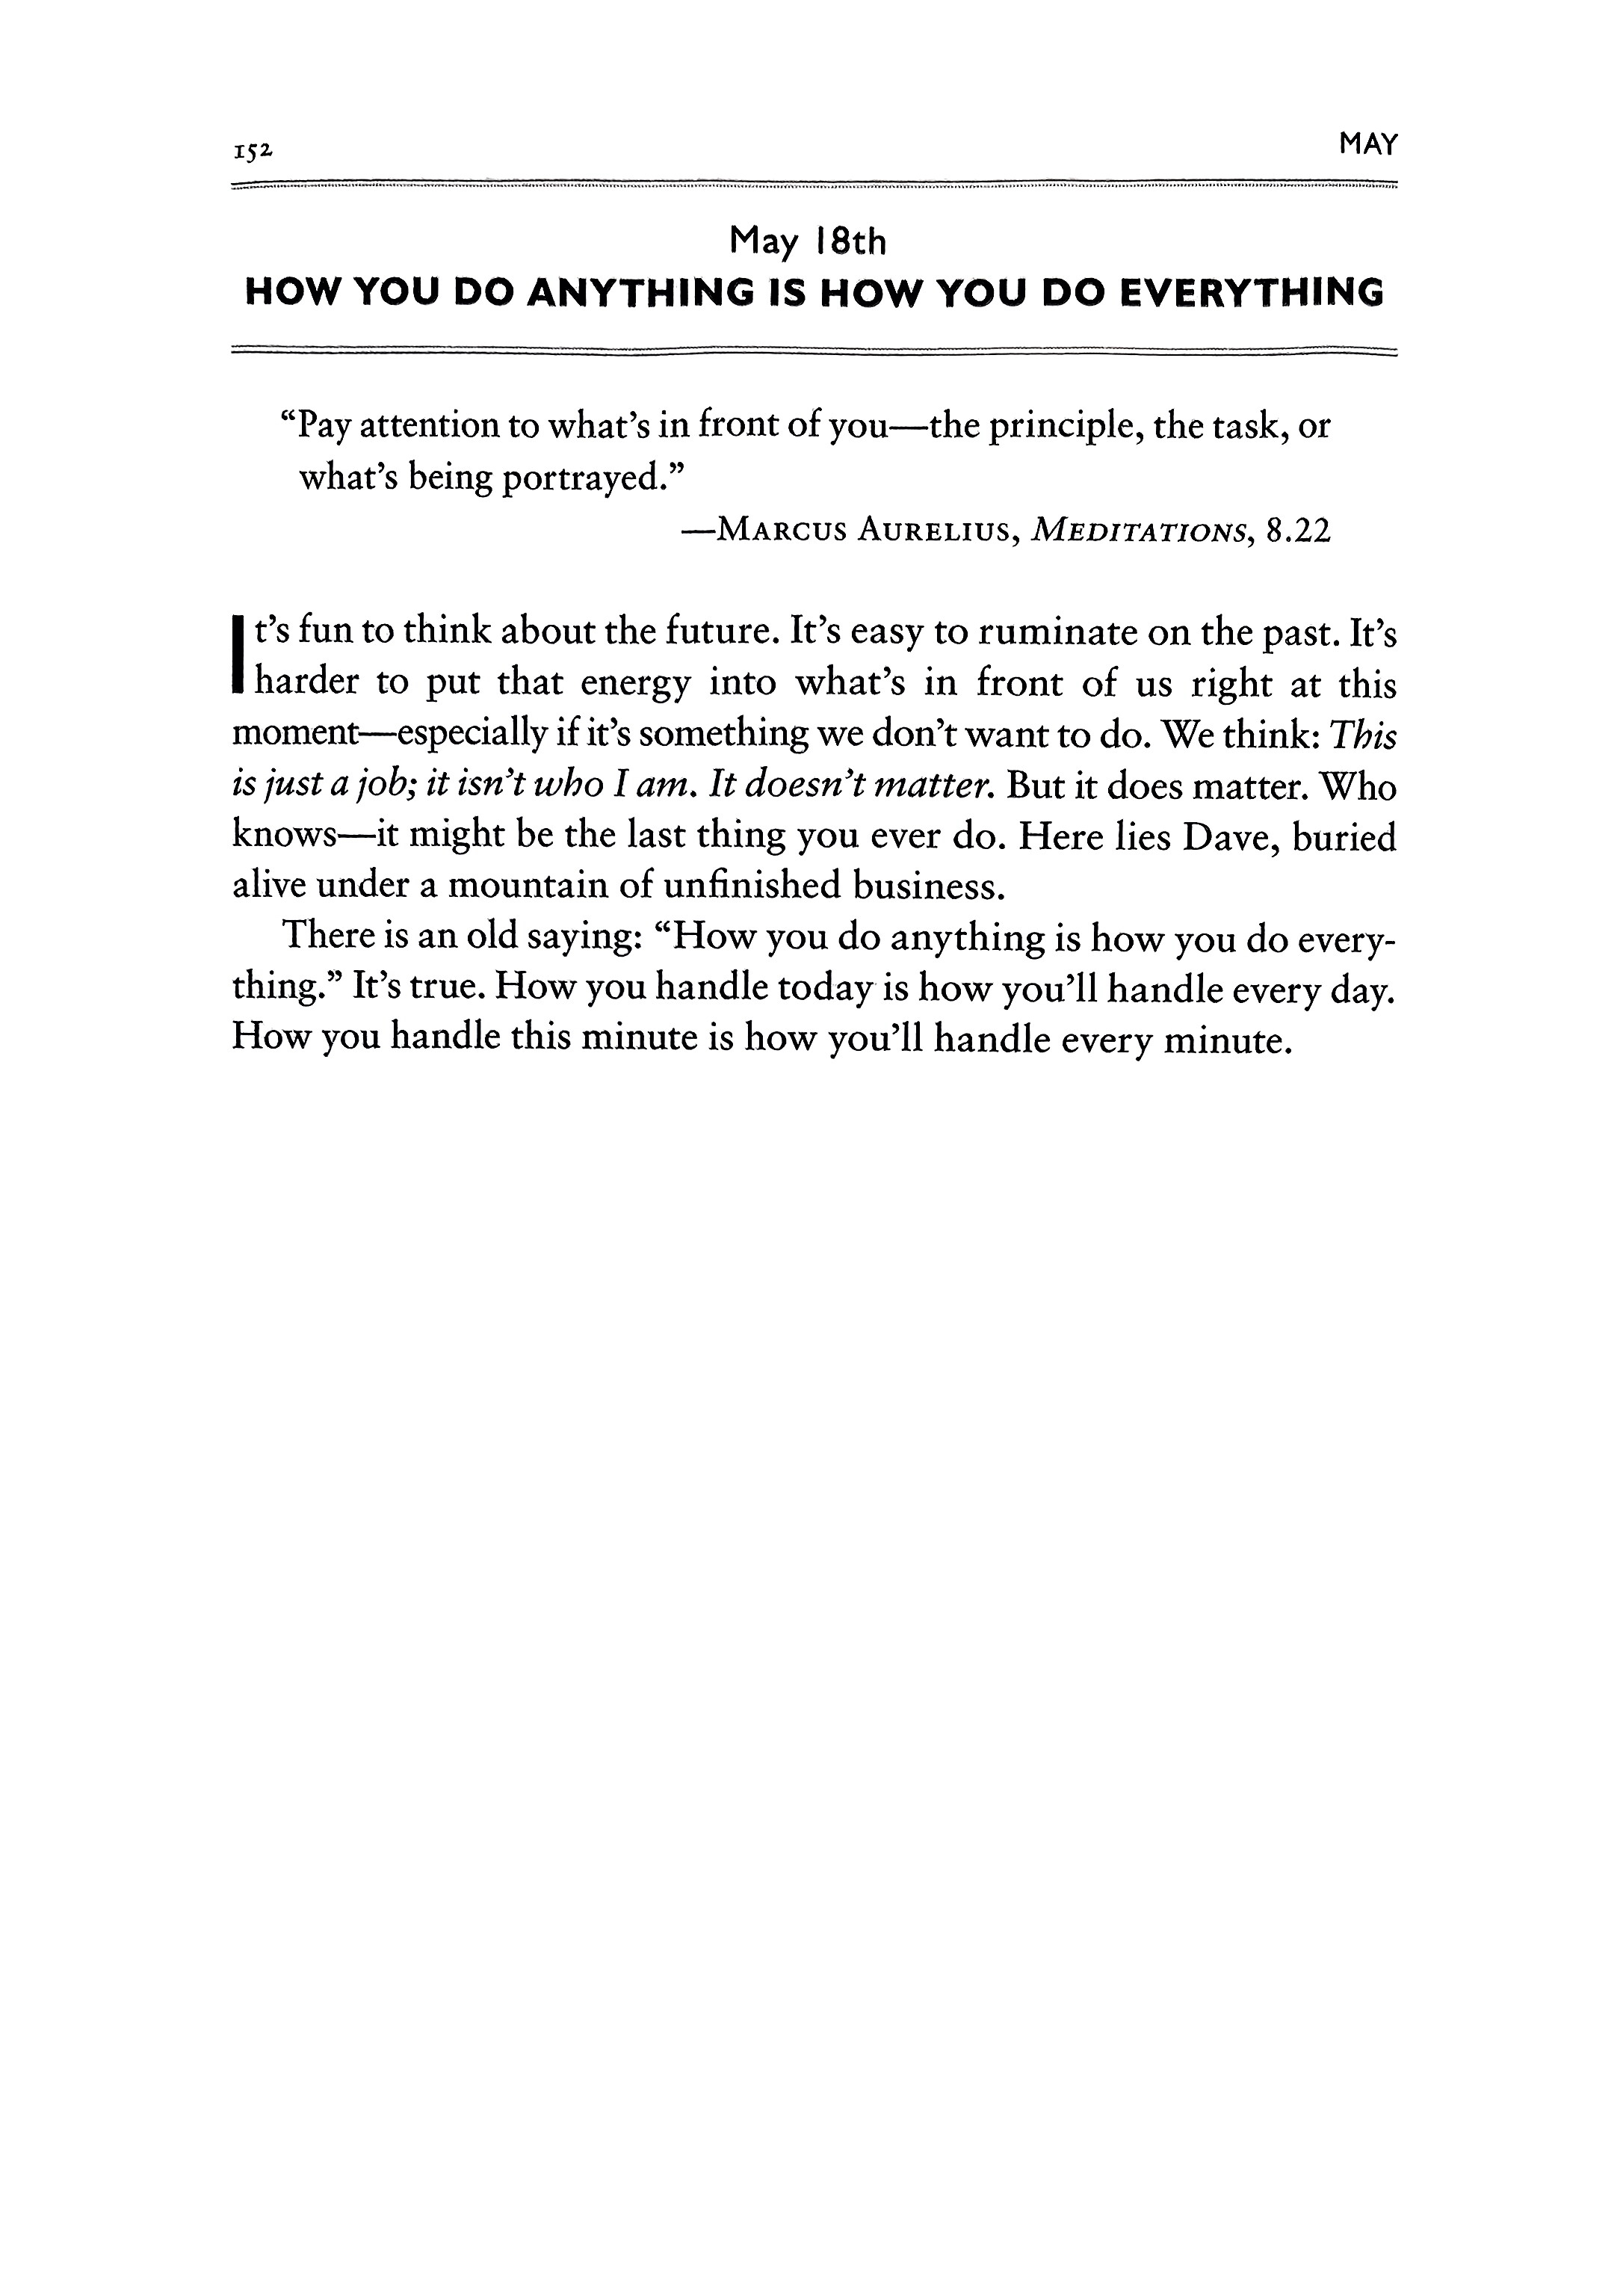 152
MAY
May 18th
HOW YOU DO ANYTHING IS HOW YOU DO EVERYTHING
“Pay attention to what’s in front of you—the principle, the task, or
what’s being portrayed.”
—MARCUS AURELIUS, MEDITATIONS, 8.22
It’s fun to think about the future. It’s easy to ruminate on the past. It’s
harder to put that energy into what’s in front of us right at this
moment—especially if it’s something we don’t want to do. We think: This
is just a job; it isn’t who I am. It doesn’t matter. But it does matter. Who
knows—it might be the last thing you ever do. Here lies Dave, buried
alive under a mountain of unfinished business.
There is an old saying: “How you do anything is how you do every-
thing.” It’s true. How you handle today is how you’ll handle every day.
How you handle this minute is how you’ll handle every minute.